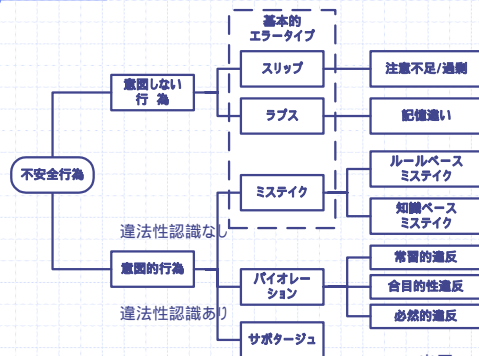 基本的
エラータイプ
スリップ
注意不足/過剰
意図しない
行 為
ラプス
記憶違い
不安全行為
ミステイク
ルールベース
ミステイク
知識ベース
ミステイク
違法性認識なし
意図的行為
バイオレー
ション
常習的違反
合目的性違反
必然的違反
違法性認識あり
サボタージュ